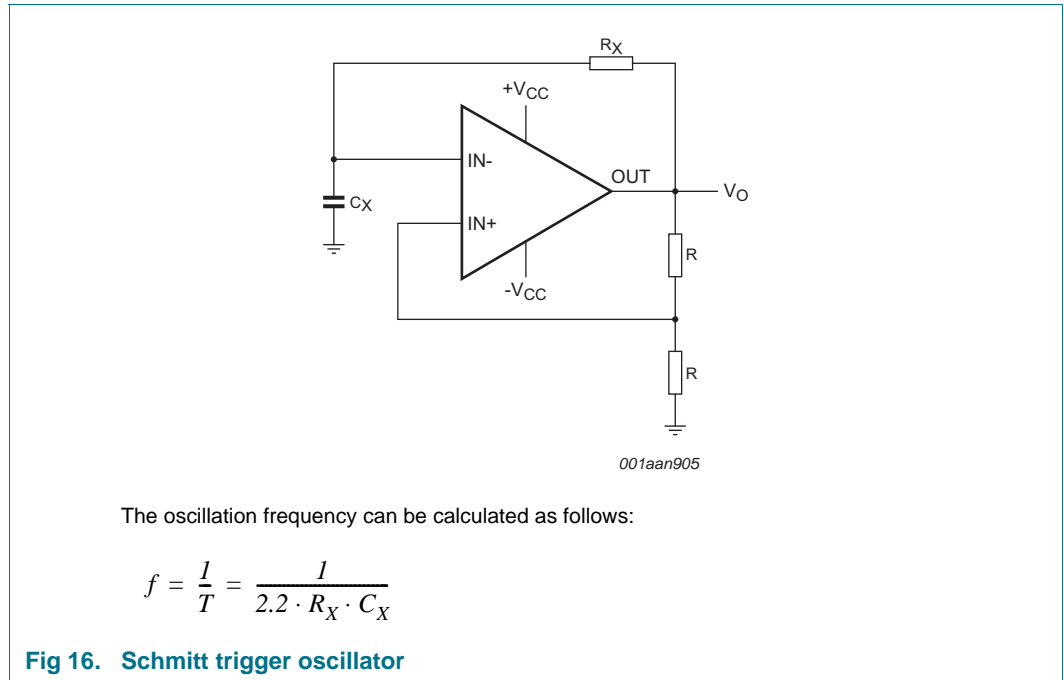 RX
+VCC
IN-
OUT
VO
CX
IN+
R
-VCC
R
001aan905
The oscillation frequency can be calculated as follows:
f = 1/T = 1/(2.2 · RX · CX)
Fig 16. Schmitt trigger oscillator